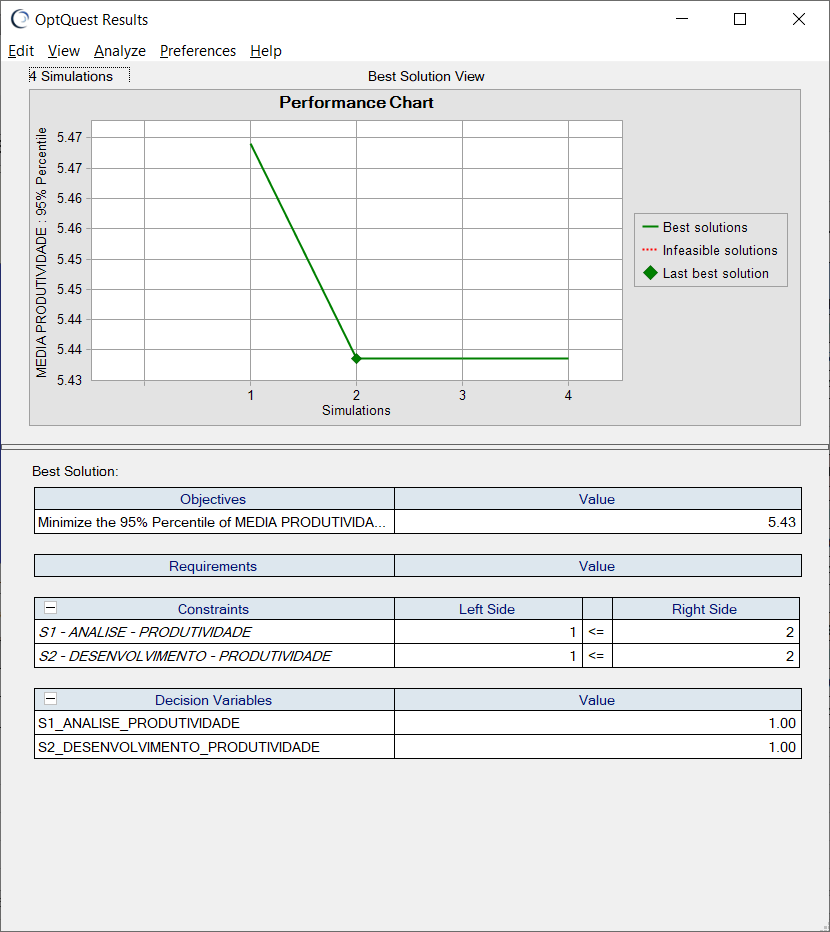 OptQuest Results
Edit View Analyze Preferences Help
4 Simulations
Best Solution View
Performance Chart
MEDIA PRODUTIVIDADE : 95% Percentile
5.47
5.47
5.46
5.46
5.45
5.45
5.44
5.44
5.43
1 2 3 4
Simulations
Best solutions
Infeasible solutions
Last best solution
Best Solution:
Objectives Value
Minimize the 95% Percentile of MEDIA PRODUTIVIDA... 5.43
Requirements Value
Constraints Left Side Right Side
S1 - ANALISE - PRODUTIVIDADE 1 <= 2
S2 - DESENVOLVIMENTO - PRODUTIVIDADE 1 <= 2
Decision Variables Value
S1_ANALISE_PRODUTIVIDADE 1.00
S2_DESENVOLVIMENTO_PRODUTIVIDADE 1.00